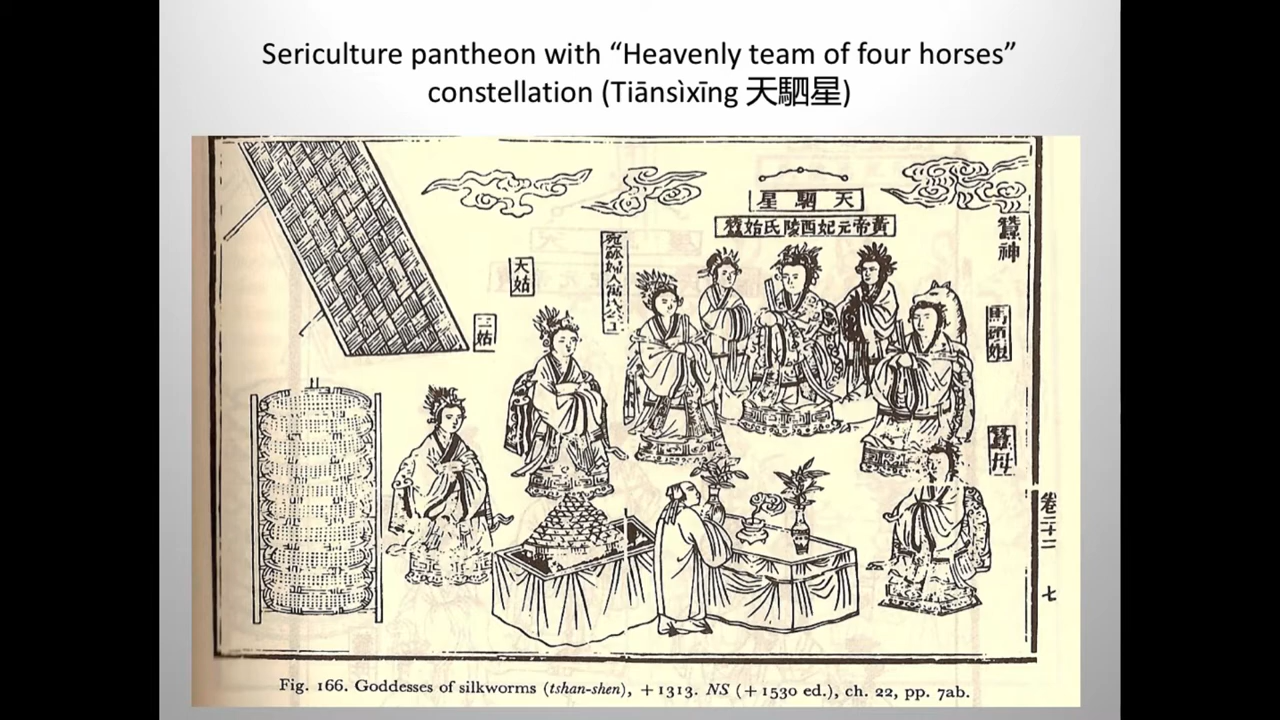 Sericulture pantheon with “Heavenly team of four horses”
constellation (Tiānsìxīng 天駟星)
星駟天
蠶始氏陵西妃元帝黃
蠶神
馬頭娘
蠶母
天姑
三姑
卷二十二
七
Fig. 166. Goddesses of silkworms (tshan-shen), +1313. NS (+1530 ed.), ch. 22, pp. 7ab.